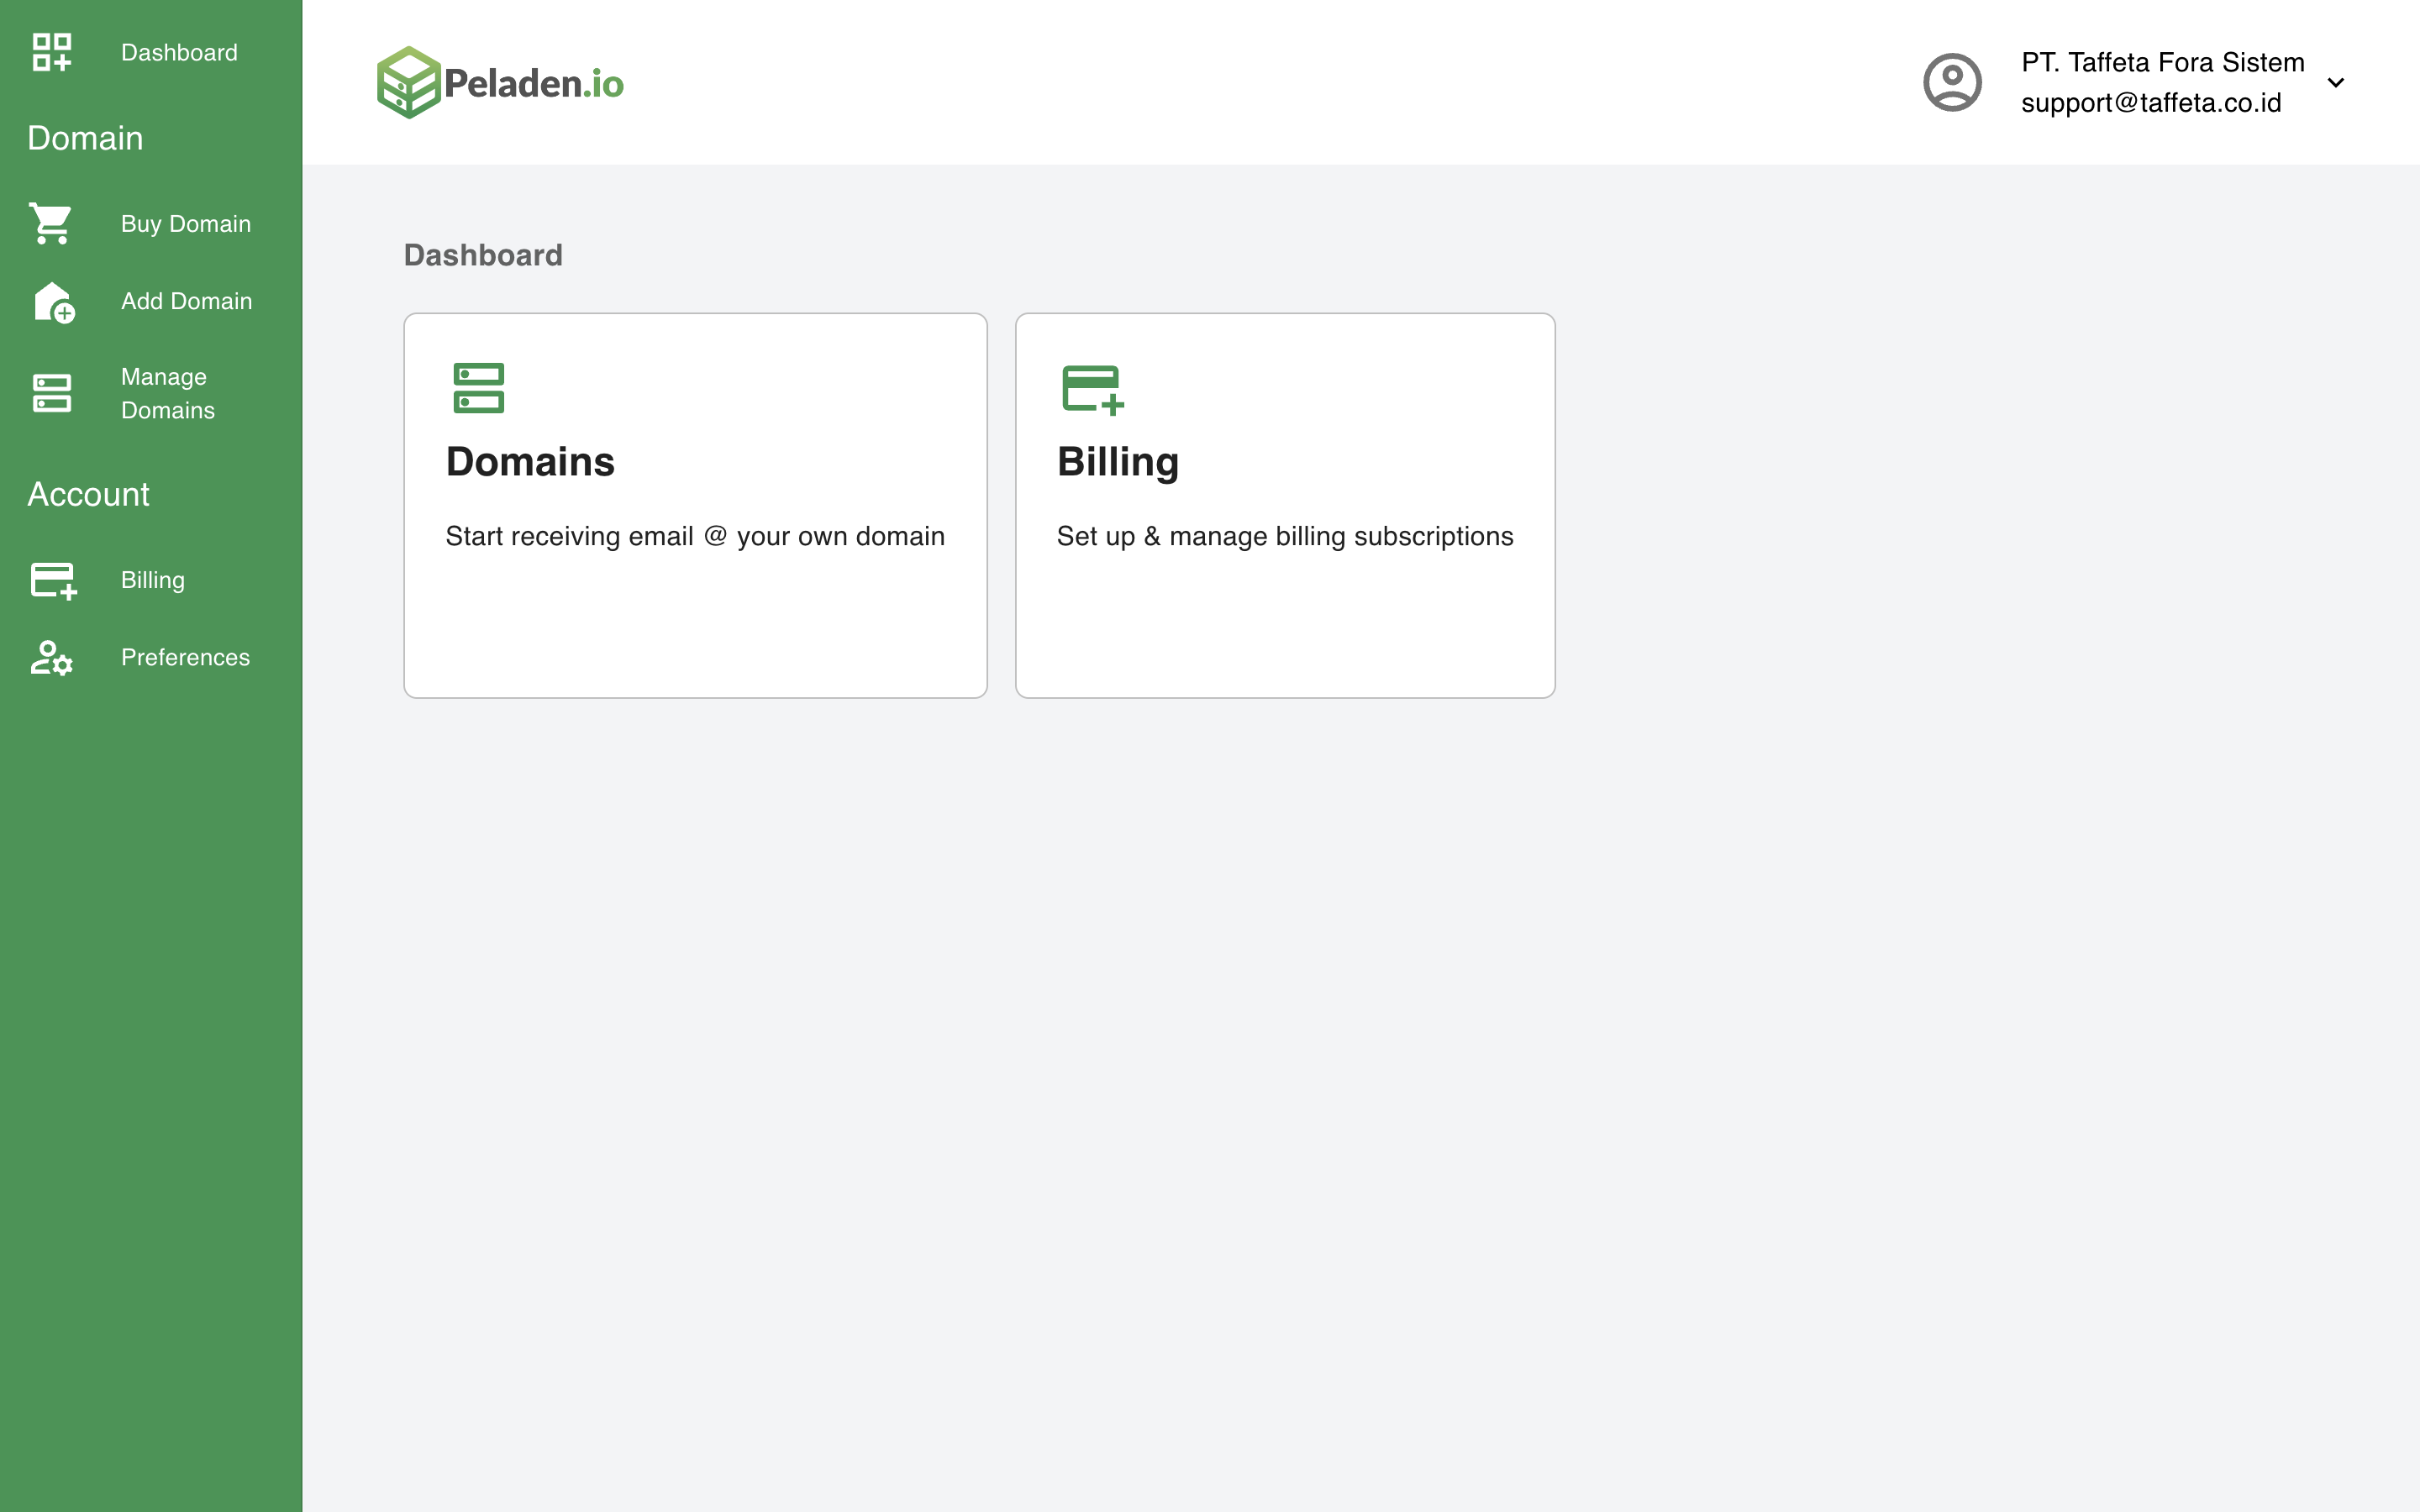 Dashboard
Domain
Buy Domain
Add Domain
Manage
Domains
Account
Billing
Preferences
Peladen.io
PT. Taffeta Fora Sistem
support@taffeta.co.id
Dashboard
Domains
Start receiving email @ your own domain
Billing
Set up & manage billing subscriptions